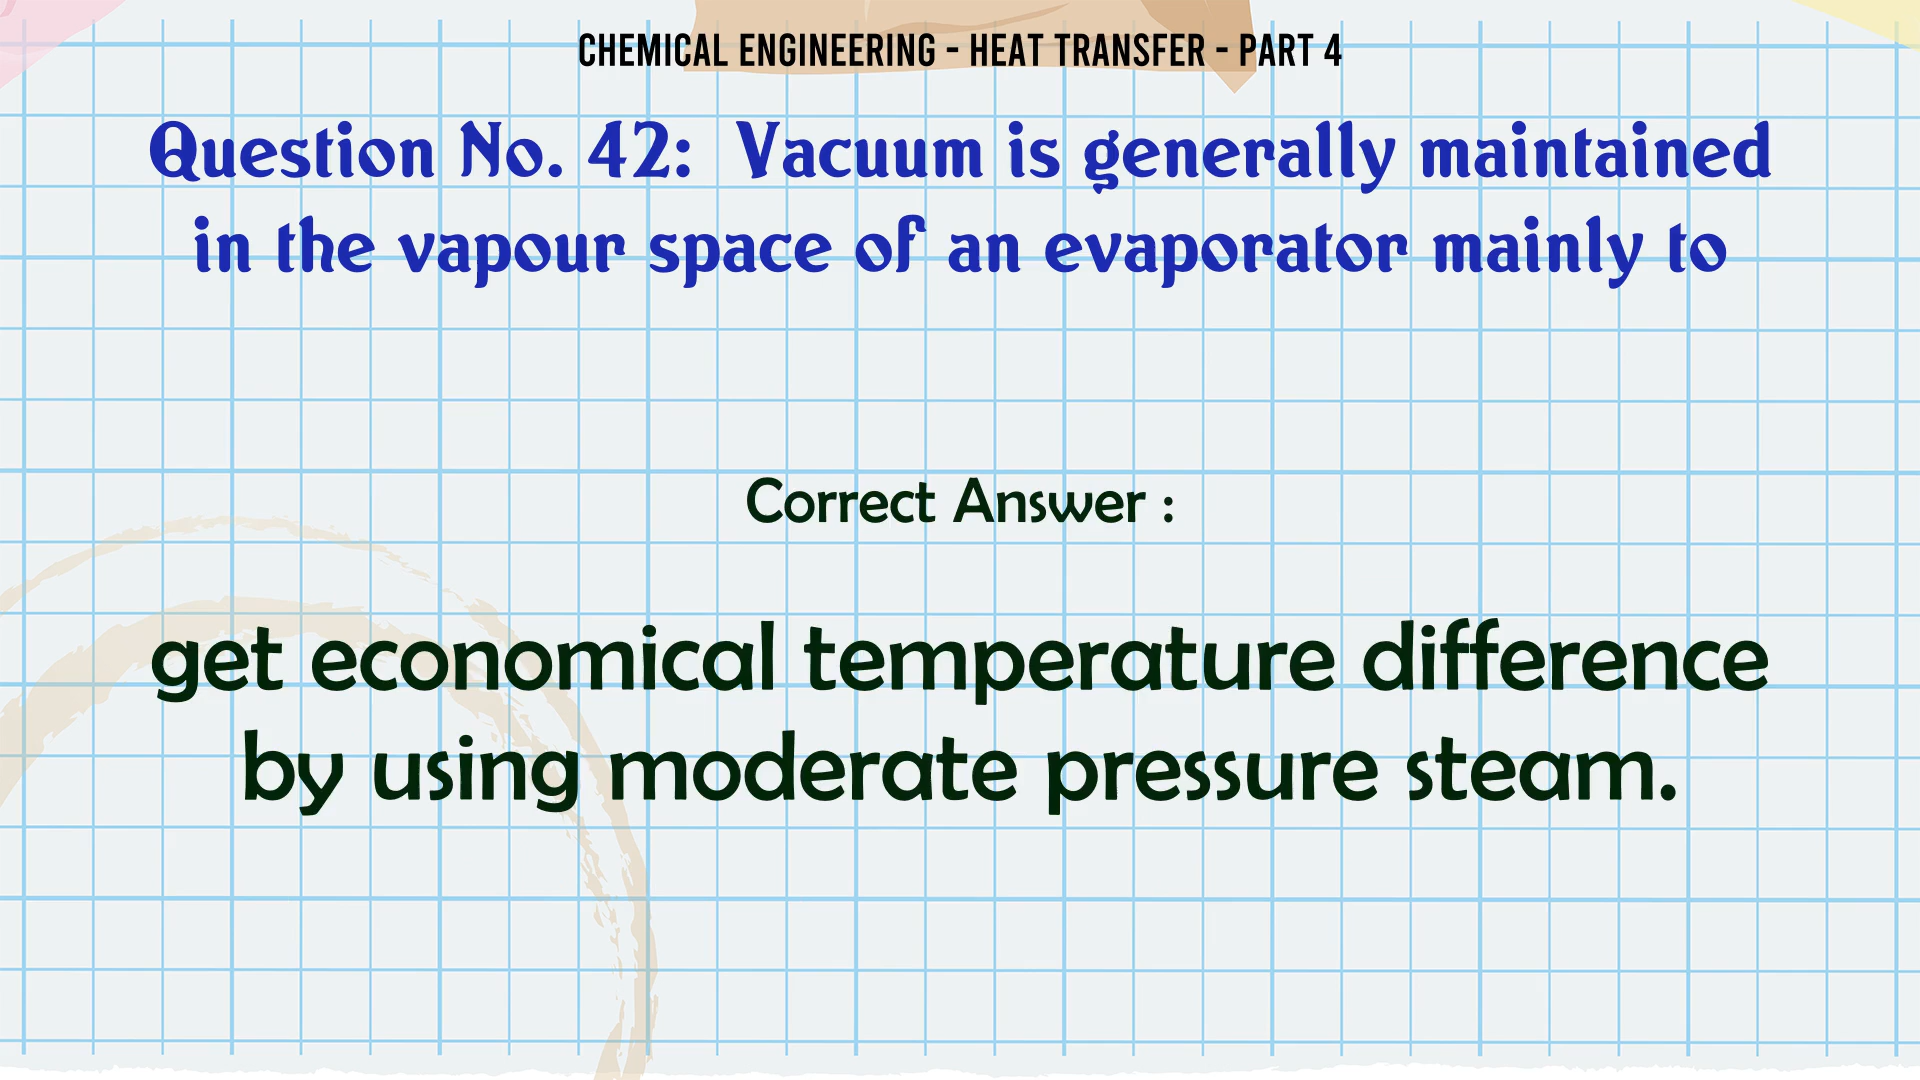 CHEMICAL ENGINEERING - HEAT TRANSFER - PART 4
Question No. 42: Vacuum is generally maintained
in the vapour space of an evaporator mainly to
Correct Answer :
get economical temperature difference
by using moderate pressure steam.